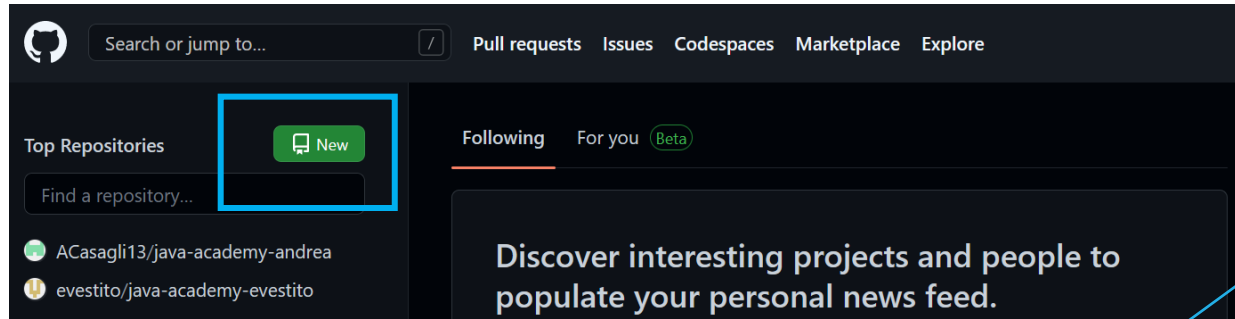 Search or jump to... / Pull requests Issues Codespaces Marketplace Explore
Top Repositories New
Find a repository...
ACasagli13/java-academy-andrea
evestito/java-academy-evestito
Following For you Beta
Discover interesting projects and people to
populate your personal news feed.